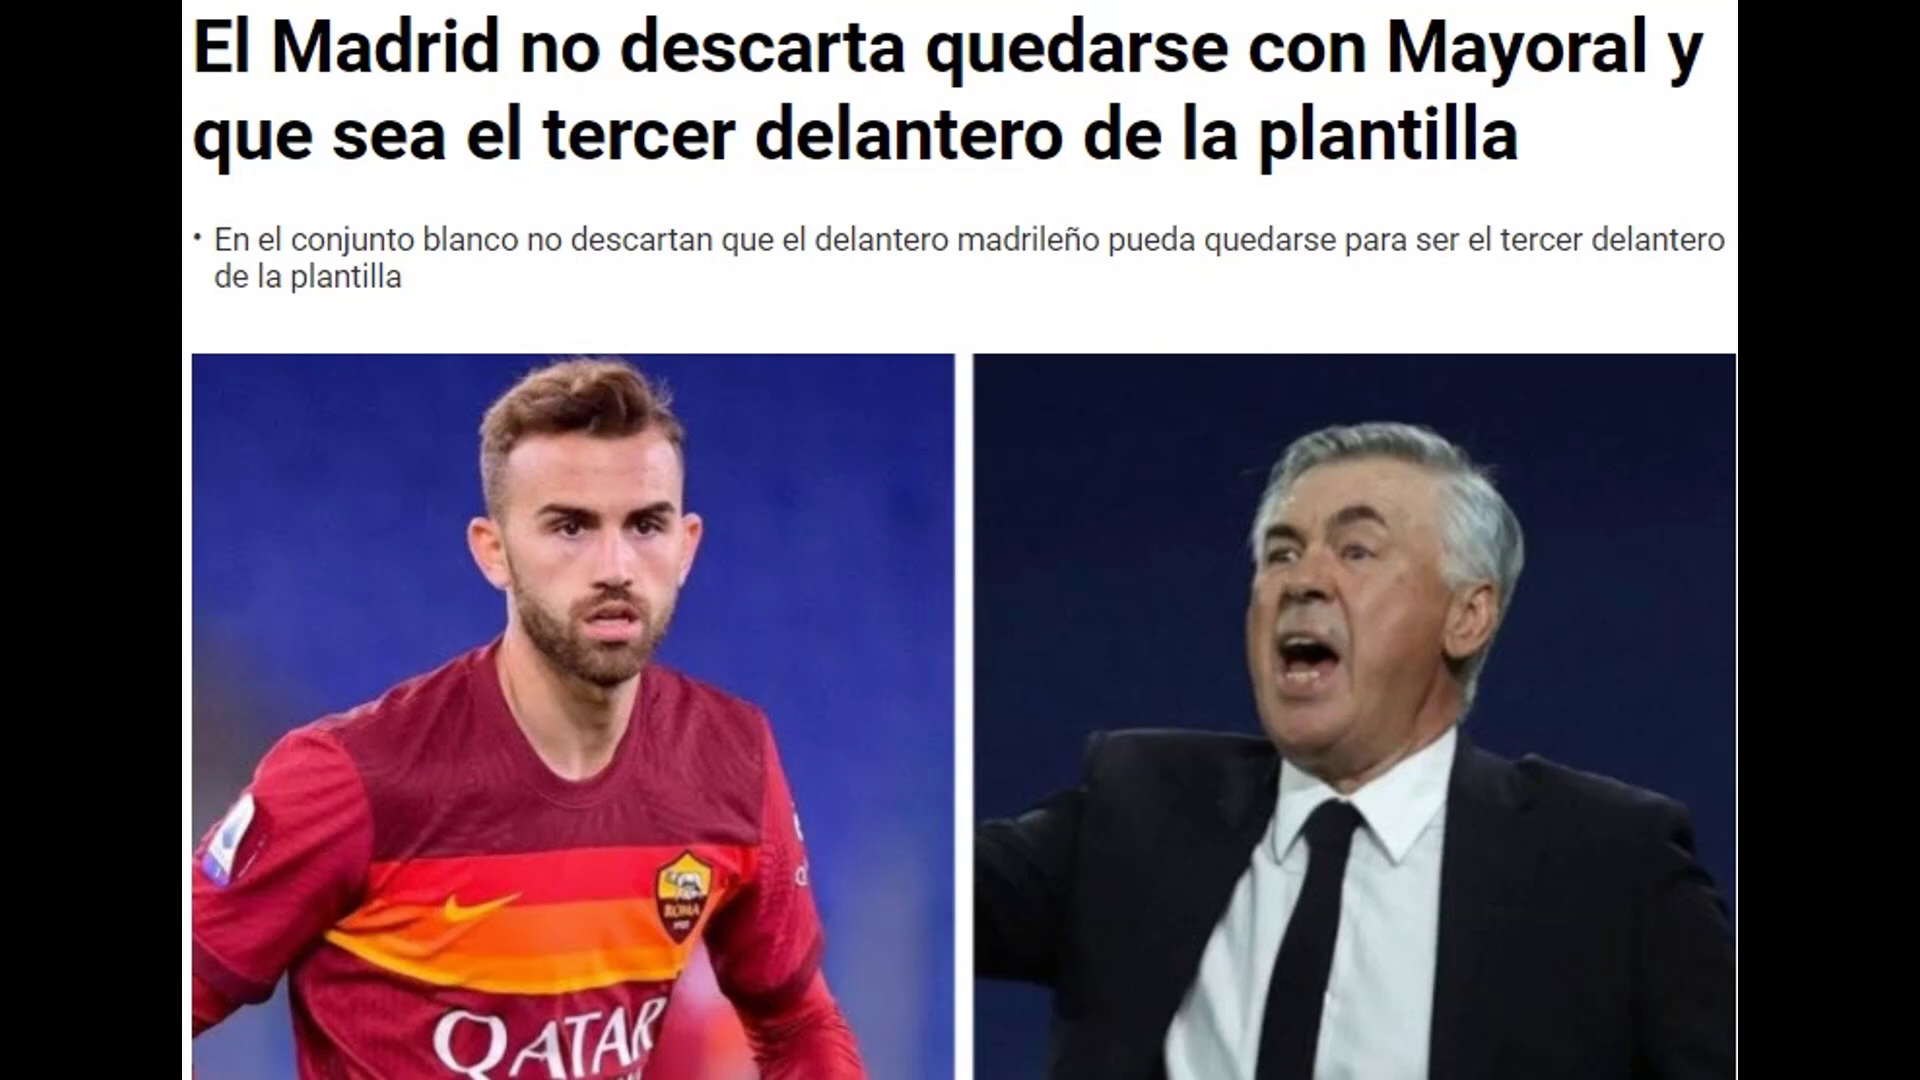 El Madrid no descarta quedarse con Mayoral y
que sea el tercer delantero de la plantilla
• En el conjunto blanco no descartan que el delantero madrileño pueda quedarse para ser el tercer delantero
de la plantilla
ROMA
QATAR